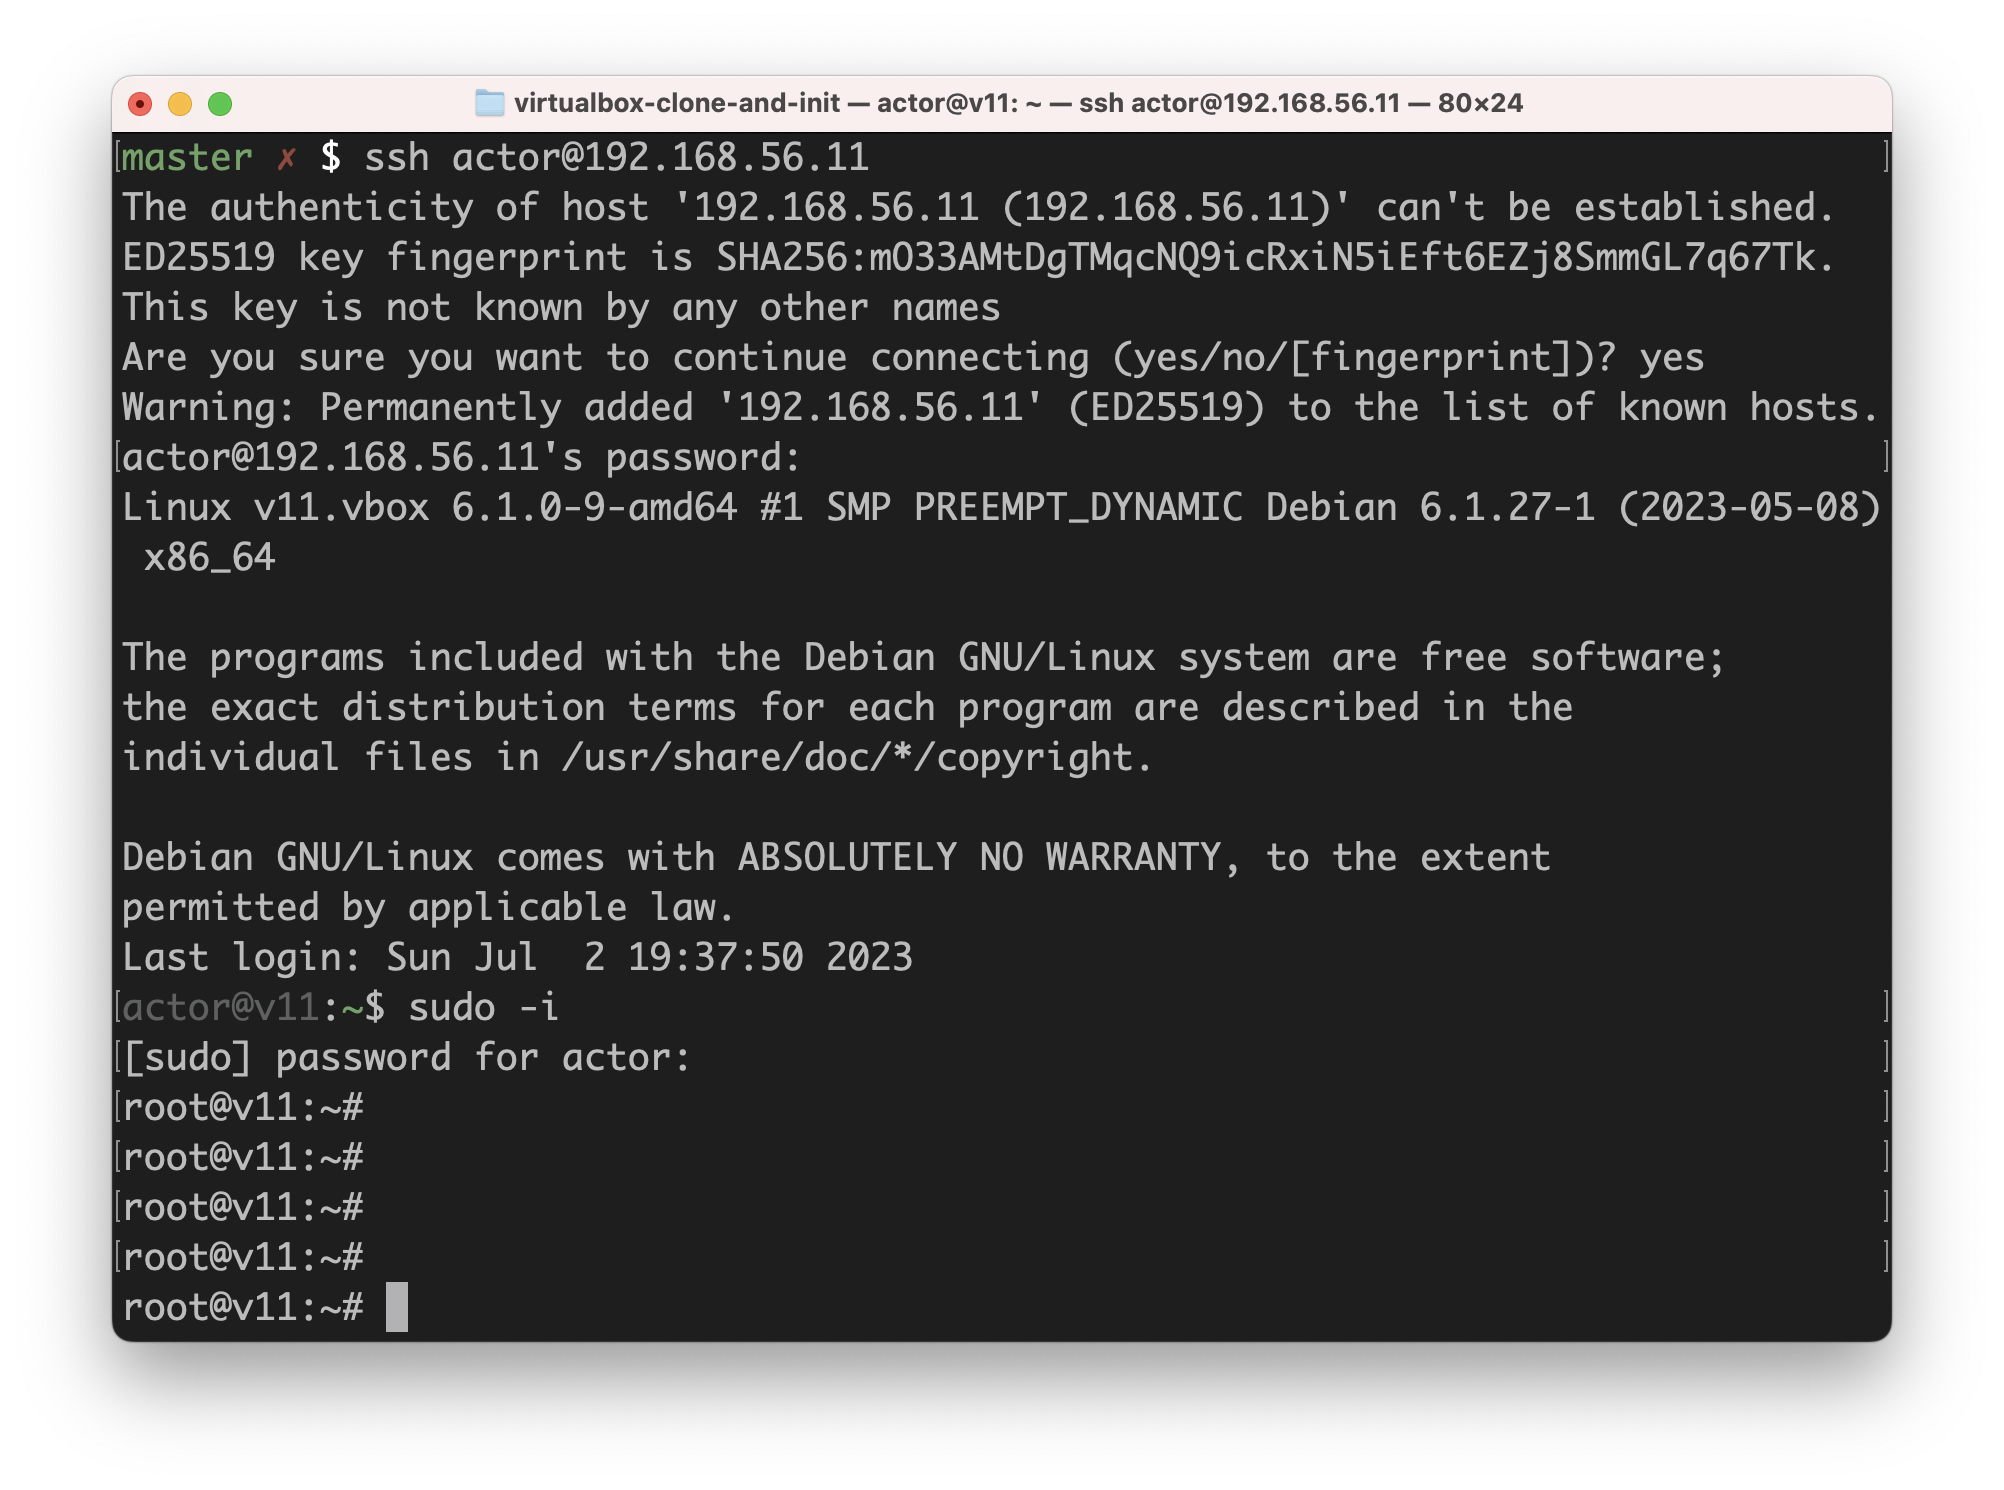 virtualbox-clone-and-init — actor@v11: ~ — ssh actor@192.168.56.11 — 80×24
master ✗ $ ssh actor@192.168.56.11
The authenticity of host '192.168.56.11 (192.168.56.11)' can't be established.
ED25519 key fingerprint is SHA256:mO33AMtDgTMqcNQ9icRxiN5iEft6EZj8SmmGL7q67Tk.
This key is not known by any other names
Are you sure you want to continue connecting (yes/no/[fingerprint])? yes
Warning: Permanently added '192.168.56.11' (ED25519) to the list of known hosts.
actor@192.168.56.11's password:
Linux v11.vbox 6.1.0-9-amd64 #1 SMP PREEMPT_DYNAMIC Debian 6.1.27-1 (2023-05-08)
 x86_64
The programs included with the Debian GNU/Linux system are free software;
the exact distribution terms for each program are described in the
individual files in /usr/share/doc/*/copyright.
Debian GNU/Linux comes with ABSOLUTELY NO WARRANTY, to the extent
permitted by applicable law.
Last login: Sun Jul  2 19:37:50 2023
actor@v11:~$ sudo -i
[sudo] password for actor:
root@v11:~#
root@v11:~#
root@v11:~#
root@v11:~#
root@v11:~#